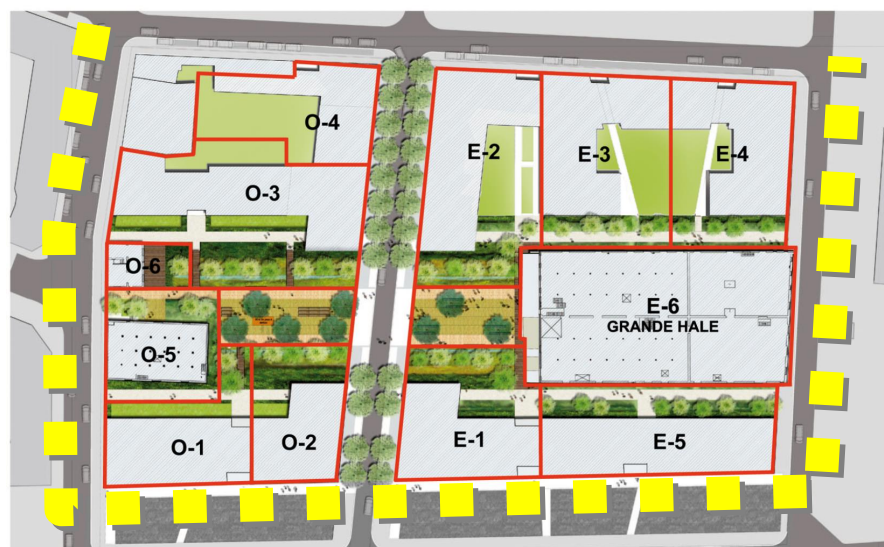 O-4
E-2
E-3
E-4
O-3
O-6
E-6
GRANDE HALE
O-5
O-1
O-2
E-1
E-5